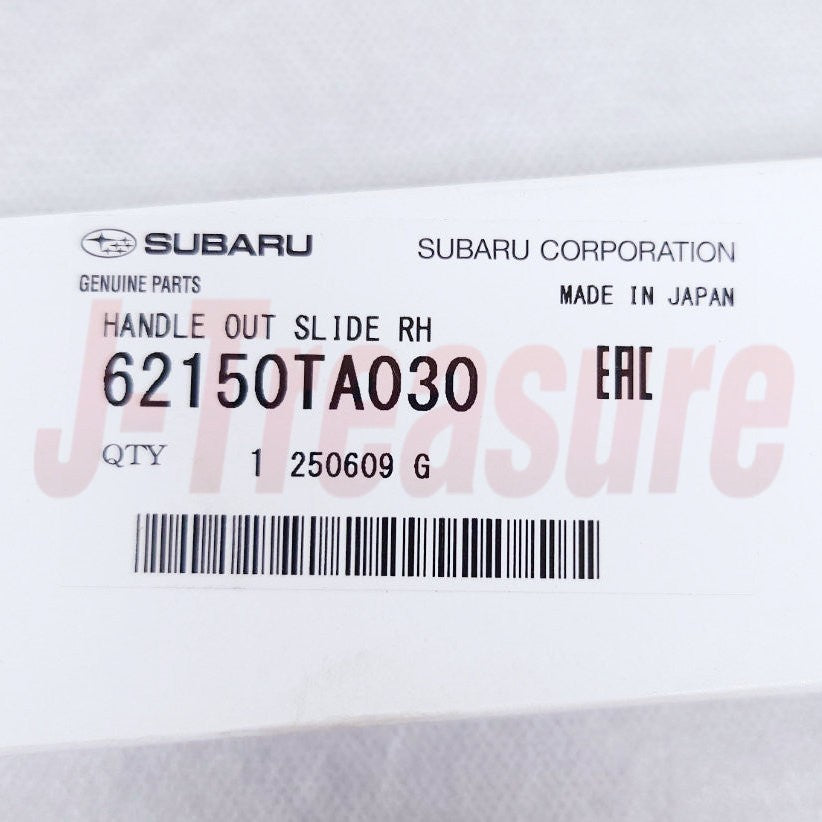 SUBARU SUBARU CORPORATION
GENUINE PARTS MADE IN JAPAN
HANDLE OUT SLIDE RH
62150TA030 EAC
QTY 1 250609 G
J-Treasure